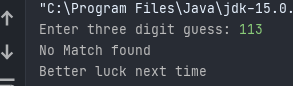 "C:\Program Files\Java\jdk-15.0.
Enter three digit guess: 113
No Match found
Better luck next time